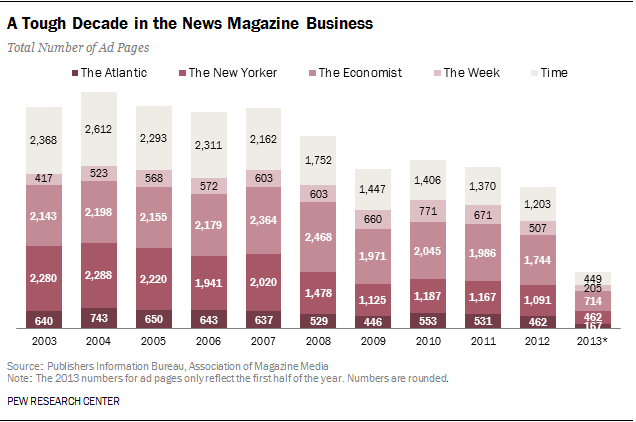 A Tough Decade in the News Magazine Business
Total Number of Ad Pages
The Atlantic The New Yorker The Economist The Week Time
2,368 2,612 2,293 2,311 2,162 1,752 1,447 1,406 1,370 1,203 449
417 523 568 572 603 603 660 771 671 507 205
2,143 2,198 2,155 2,179 2,364 2,468 1,971 2,045 1,986 1,744 714
2,280 2,288 2,220 1,941 2,020 1,478 1,125 1,187 1,167 1,091 462
640 743 650 643 637 529 446 553 531 462 167
2003 2004 2005 2006 2007 2008 2009 2010 2011 2012 2013*
Source: Publishers Information Bureau, Association of Magazine Media
Note: The 2013 numbers for ad pages only reflect the first half of the year. Numbers are rounded.
PEW RESEARCH CENTER